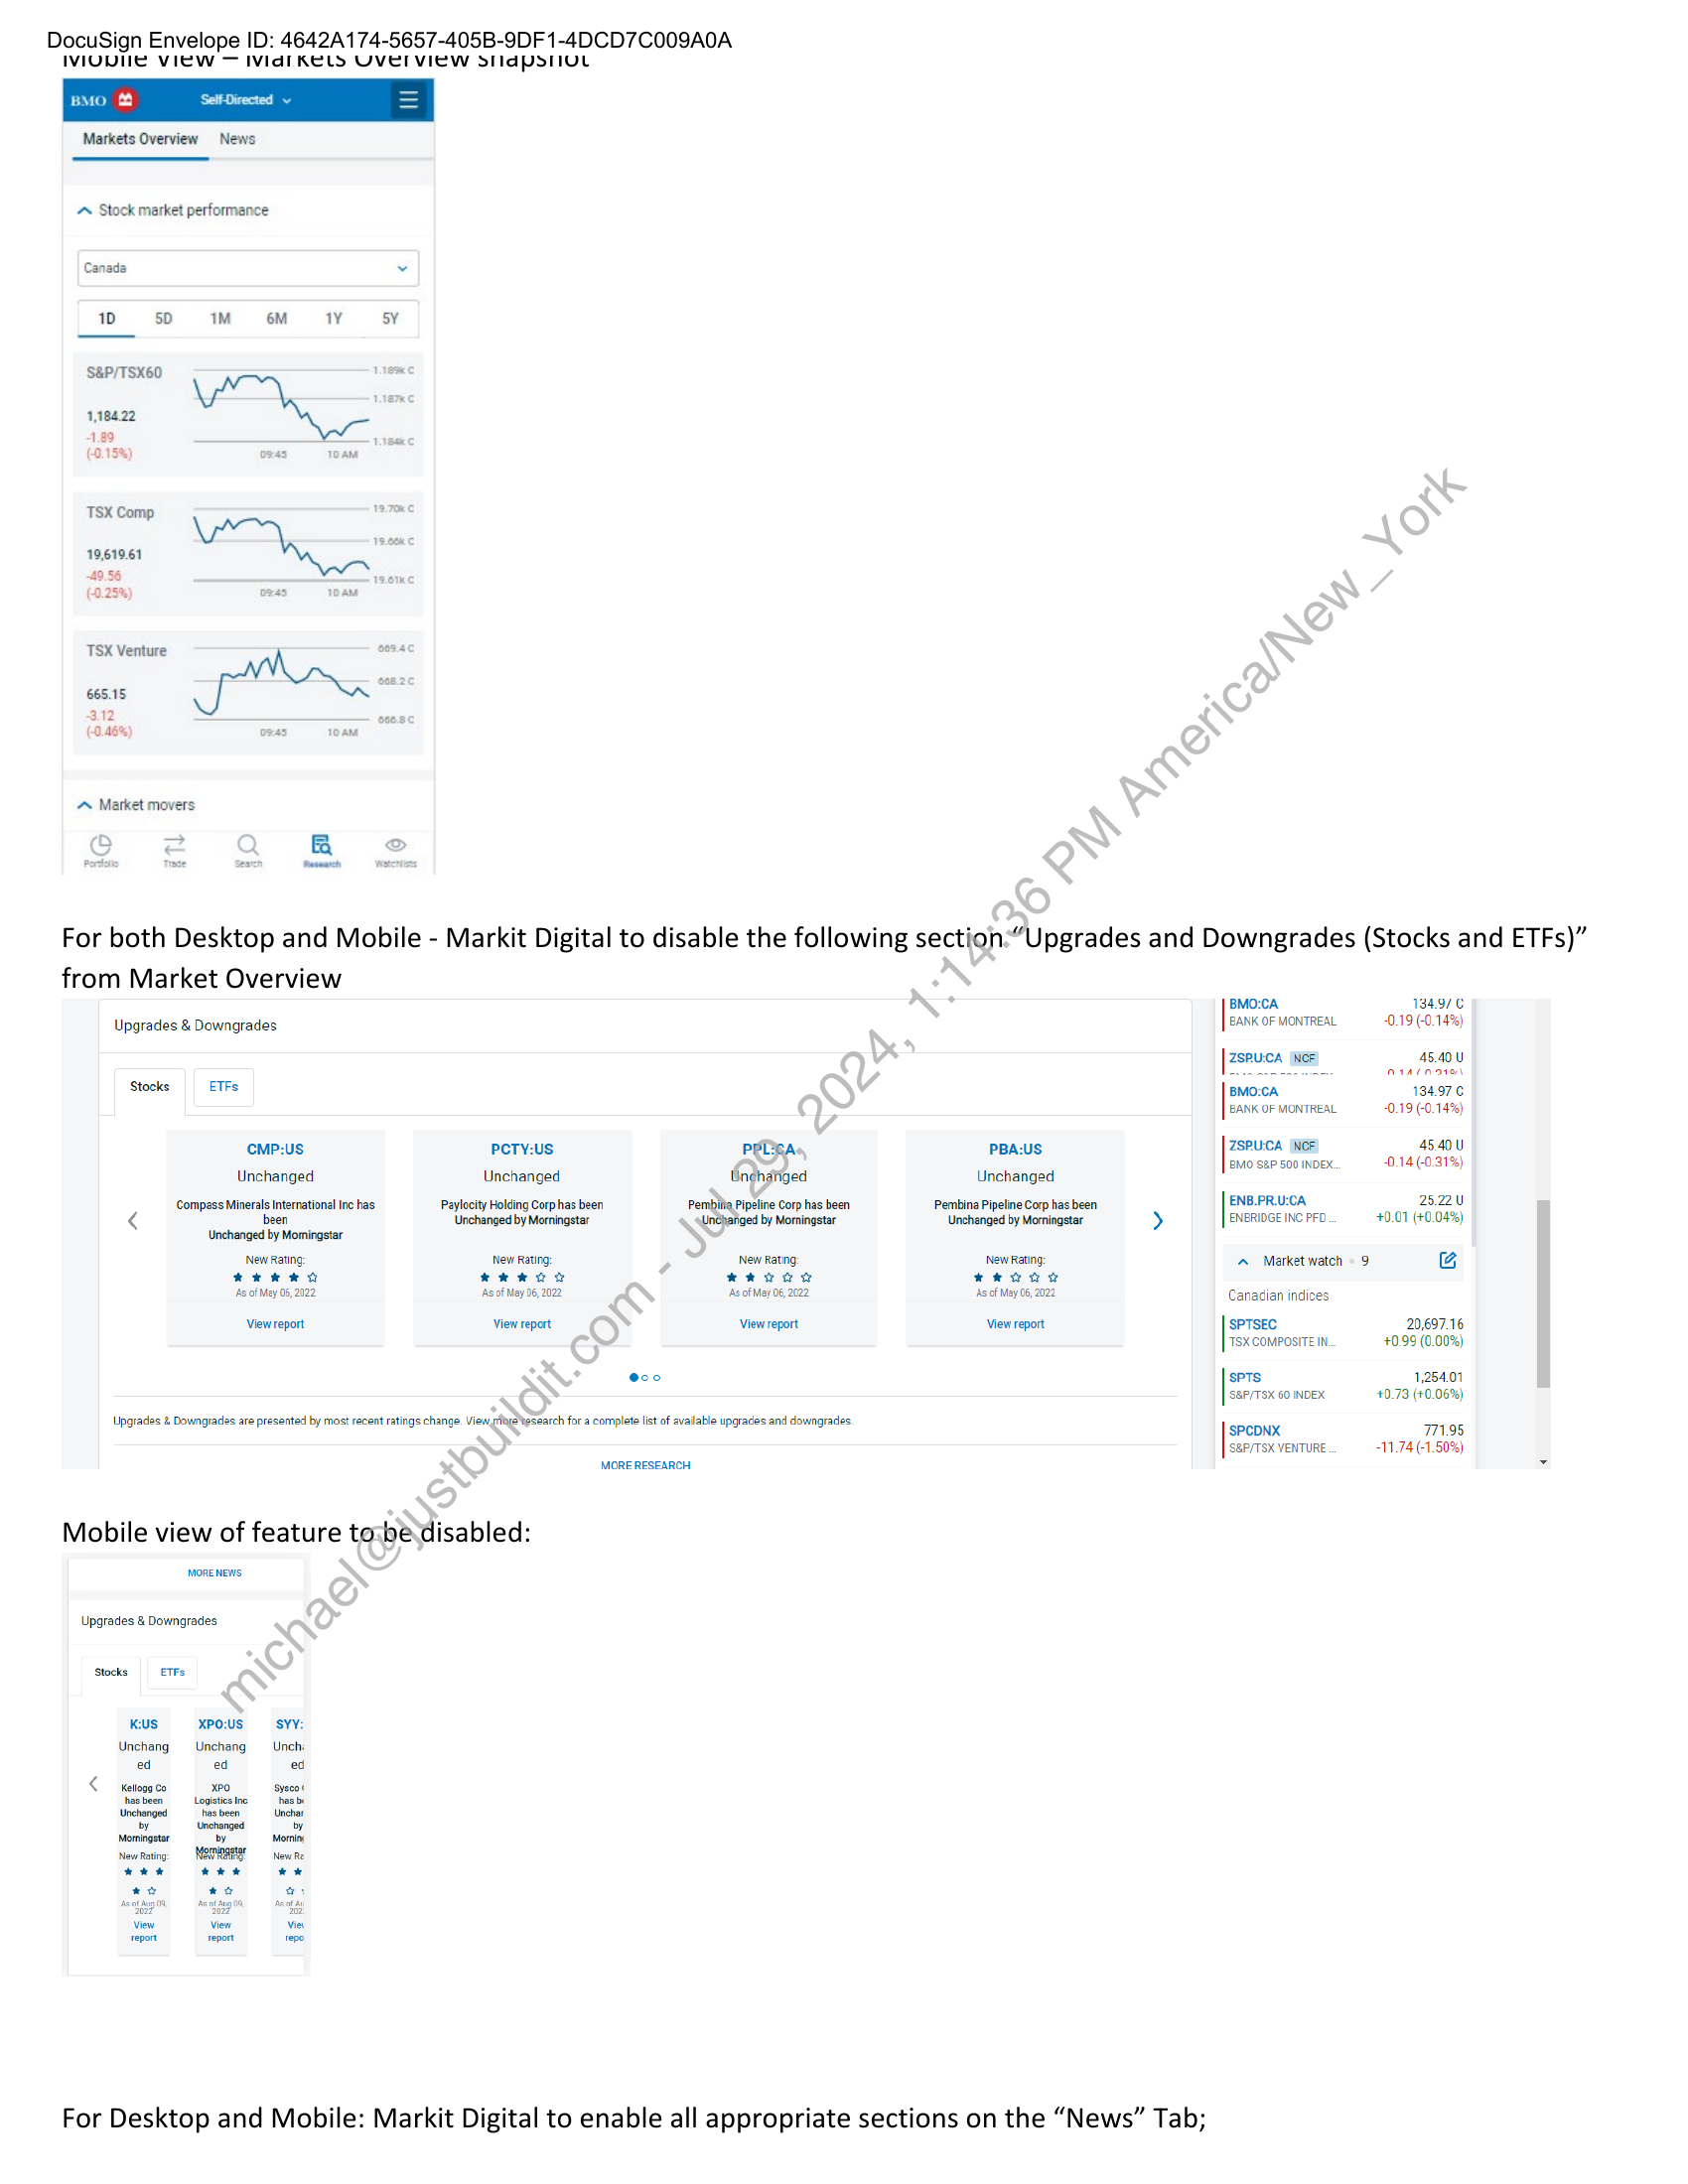 DocuSign Envelope ID: 4642A174-5657-405B-9DF1-4DCD7C009A0A
Mobile View – Markets Overview snapshot
BMO
Self-Directed
Markets Overview News
Stock market performance
Canada
1D 5D 1M 6M 1Y 5Y
S&P/TSX60
1,184.22
-1.89
(-0.15%)
1.189k C
1.187k C
1.184k C
09:45 10 AM
TSX Comp
19,619.61
-49.56
(-0.25%)
19.70k C
19.66k C
19.61k C
09:45 10 AM
TSX Venture
665.15
-3.12
(-0.46%)
669.4 C
668.2 C
666.8 C
09:45 10 AM
Market movers
Portfolio Trade Search Research Watchlists
For both Desktop and Mobile - Markit Digital to disable the following section "Upgrades and Downgrades (Stocks and ETFs)"
from Market Overview
Upgrades & Downgrades
Stocks ETFs
CMP:US
Unchanged
Compass Minerals International Inc has
been
Unchanged by Morningstar
New Rating:
As of May 06, 2022
View report
PCTY:US
Unchanged
Paylocity Holding Corp has been
Unchanged by Morningstar
New Rating:
As of May 06, 2022
View report
PPL:CA
Unchanged
Pembina Pipeline Corp has been
Unchanged by Morningstar
New Rating:
As of May 06, 2022
View report
PBA:US
Unchanged
Pembina Pipeline Corp has been
Unchanged by Morningstar
New Rating:
As of May 06, 2022
View report
Upgrades & Downgrades are presented by most recent ratings change. View more research for a complete list of available upgrades and downgrades.
MORE RESEARCH
BMO:CA 134.97 C
BANK OF MONTREAL -0.19 (-0.14%)
ZSP.U:CA NCF 45.40 U
BMO:CA 134.97 C
BANK OF MONTREAL -0.19 (-0.14%)
ZSP.U:CA NCF 45.40 U
BMO S&P 500 INDEX... -0.14 (-0.31%)
ENB.PR.U:CA 25.22 U
ENBRIDGE INC PFD ... +0.01 (+0.04%)
Market watch • 9
Canadian indices
SPTSEC 20,697.16
TSX COMPOSITE IN... +0.99 (0.00%)
SPTS 1,254.01
S&P/TSX 60 INDEX +0.73 (+0.06%)
SPCDNX 771.95
S&P/TSX VENTURE ... -11.74 (-1.50%)
Mobile view of feature to be disabled:
MORE NEWS
Upgrades & Downgrades
Stocks ETFs
K:US
Unchang
ed
Kellogg Co
has been
Unchanged
by
Morningstar
New Rating:
As of Aug 09,
2022
View
report
XPO:US
Unchang
ed
XPO
Logistics Inc
has been
Unchanged
by
Morningstar
New Rating:
As of Aug 09,
2022
View
report
SYY:
Unch
ed
Sysco
has b
Unchar
by
Morning
New Ra
As of Au
202
Vie
repo
For Desktop and Mobile: Markit Digital to enable all appropriate sections on the "News" Tab;
michael@justbuildit.com - Jul 29, 2024, 1:14:36 PM America/New_York